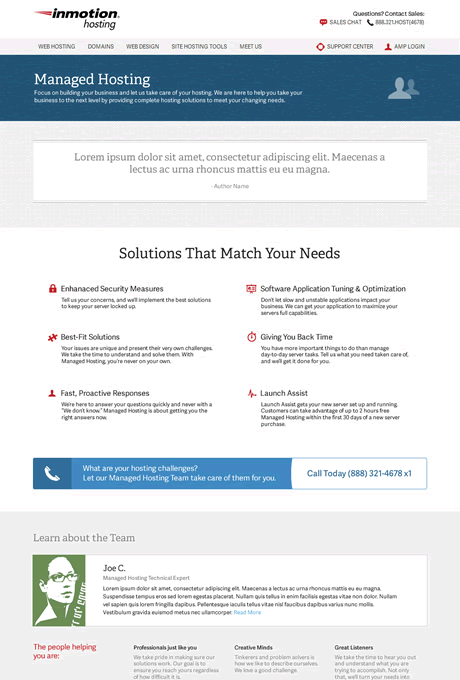 inmotion
hosting
Questions? Contact Sales:
SALES CHAT 888.321.HOST(4678)
WEB HOSTING DOMAINS WEB DESIGN SITE HOSTING TOOLS MEET US SUPPORT CENTER AMP LOGIN
Managed Hosting
Focus on building your business and let us take care of your hosting. We are here to help you take your
business to the next level by providing complete hosting solutions to meet your changing needs.
Lorem ipsum dolor sit amet, consectetur adipiscing elit. Maecenas a
lectus ac urna rhoncus mattis eu eu magna.
- Author Name
Solutions That Match Your Needs
Enhanaced Security Measures
Tell us your concerns, and we'll implement the best solutions
to keep your server locked up.
Software Application Tuning & Optimization
Don't let slow and unstable applications impact your
business. We can get your application to maximize your
servers full capabilities.
Best-Fit Solutions
Your issues are unique and present their very own challenges.
We take the time to understand and solve them. With
Managed Hosting, you're never on your own.
Giving You Back Time
You have more important things to do than manage
day-to-day server tasks. Tell us what you need taken care of,
and we'll get it done for you.
Fast, Proactive Responses
We're here to answer your questions quickly and never with a
"We don't know." Managed Hosting is about getting you the
right answers now.
Launch Assist
Launch Assist gets your new server set up and running.
Customers can take advantage of up to 2 hours free
Managed Hosting within the first 30 days of a new server
purchase.
What are your hosting challenges?
Let our Managed Hosting Team take care of them for you.
Call Today (888) 321-4678 x1
Learn about the Team
Joe C.
Managed Hosting Technical Expert
Lorem ipsum dolor sit amet, consectetur adipiscing elit. Maecenas a lectus ac urna rhoncus mattis eu eu magna.
Suspendisse tempus eros sed lorem egestas placerat. Nullam quis tellus in enim facilisis egestas vitae non dolor. Nullam
vel sapien quis lorem fringilla dapibus. Pellentesque iaculis tellus vitae nisl faucibus dapibus varius nunc mollis.
Vestibulum gravida euismod metus nec ullamcorper. Read More
The people helping
you are:
Professionals just like you
We take pride in making sure our
solutions work. Our goal is to
ensure you reach yours regardless
of how difficult it is.
Creative Minds
Tinkerers and problem solvers is
how we like to describe ourselves.
We love a good challenge.
Great Listeners
We take the time to hear you out
and understand what you are
trying to accomplish. Not only
that, we'll turn your needs into